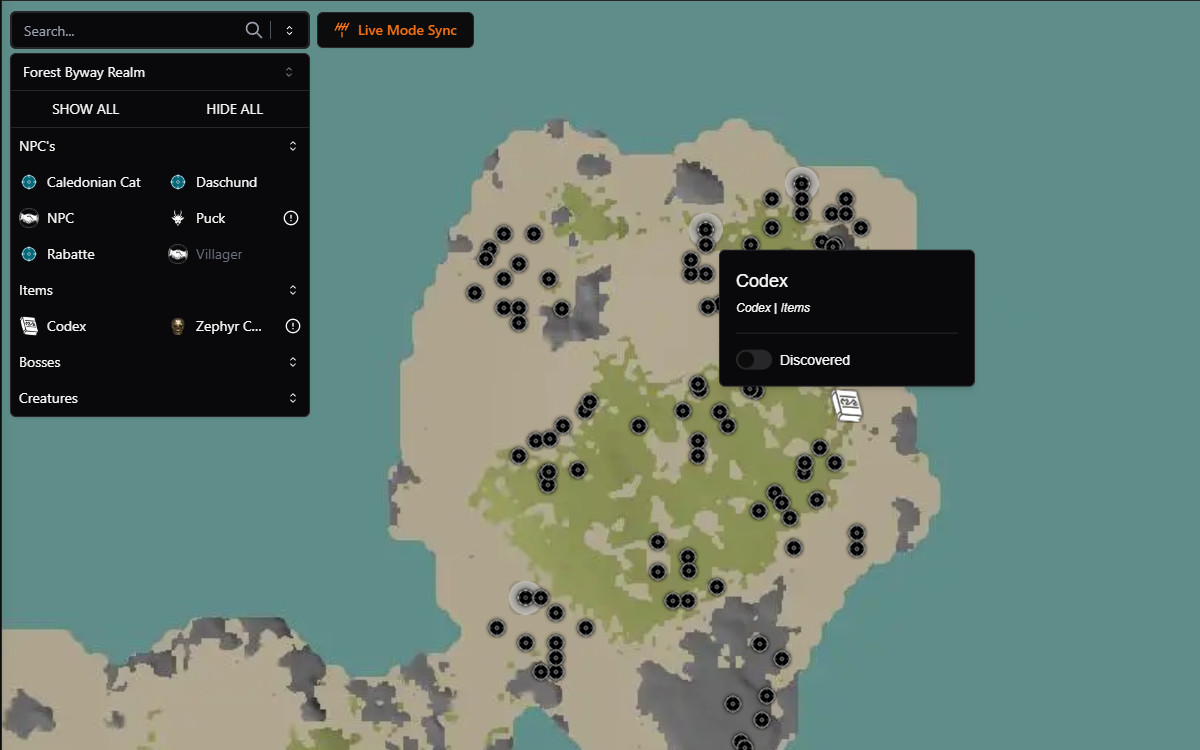 Search...
Live Mode Sync
Forest Byway Realm
SHOW ALL HIDE ALL
NPC's
Caledonian Cat Daschund
NPC Puck
Rabatte Villager
Items
Codex Zephyr C...
Bosses
Creatures
Codex
Codex | Items
Discovered